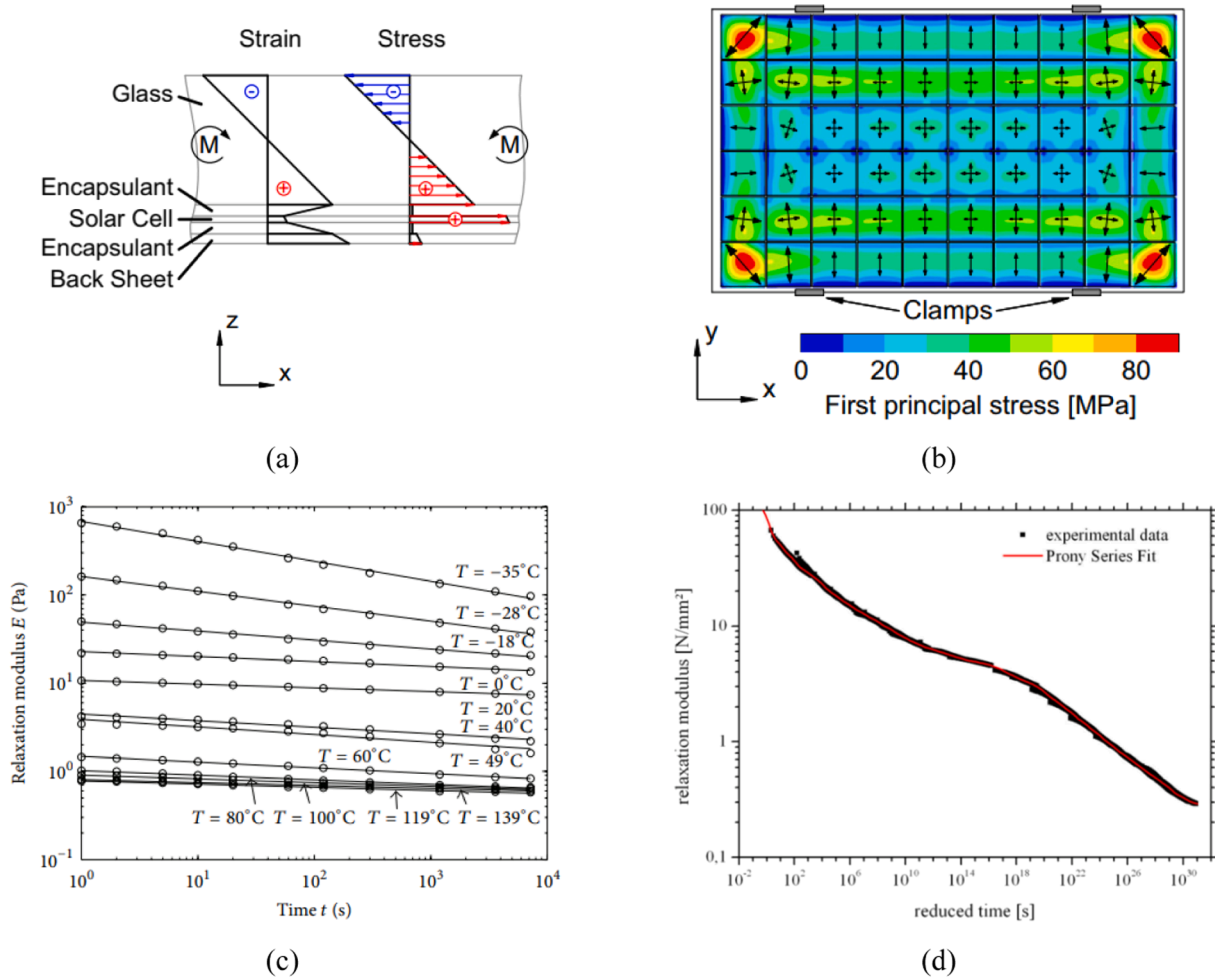 Strain
Stress
Glass
-
-
M
M
+
+
+
Encapsulant
Solar Cell
Encapsulant
Back Sheet
z
x
(a)
Clamps
y
x
0 20 40 60 80
First principal stress [MPa]
(b)
Relaxation modulus E (Pa)
10³
10²
10¹
10⁰
10⁻¹
T = −35°C
T = −28°C
T = −18°C
T = 0°C
T = 20°C
T = 40°C
T = 60°C
T = 49°C
T = 80°C T = 100°C T = 119°C T = 139°C
10⁰ 10¹ 10² 10³ 10⁴
Time t (s)
(c)
relaxation modulus [N/mm²]
100
10
1
0,1
experimental data
Prony Series Fit
10⁻² 10² 10⁶ 10¹⁰ 10¹⁴ 10¹⁸ 10²² 10²⁶ 10³⁰
reduced time [s]
(d)